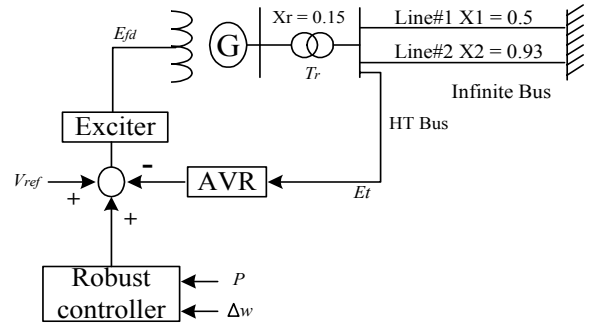 Efd
G
Xr = 0.15
Tr
Line#1 X1 = 0.5
Line#2 X2 = 0.93
Infinite Bus
HT Bus
Exciter
Vref
+
-
AVR
Et
+
Robust
controller
P
Δw